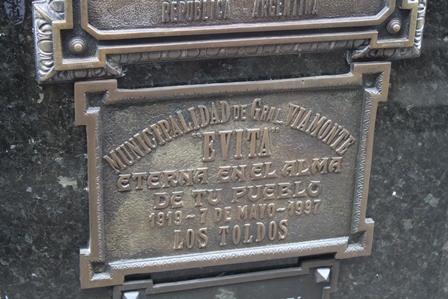 REPUBLICA - ARGENTINA
MUNICIPALIDAD DE GRAL. VIAMONTE
"EVITA"
ETERNA EN EL ALMA
DE TU PUEBLO
1919-7 DE MAYO-1997
LOS TOLDOS